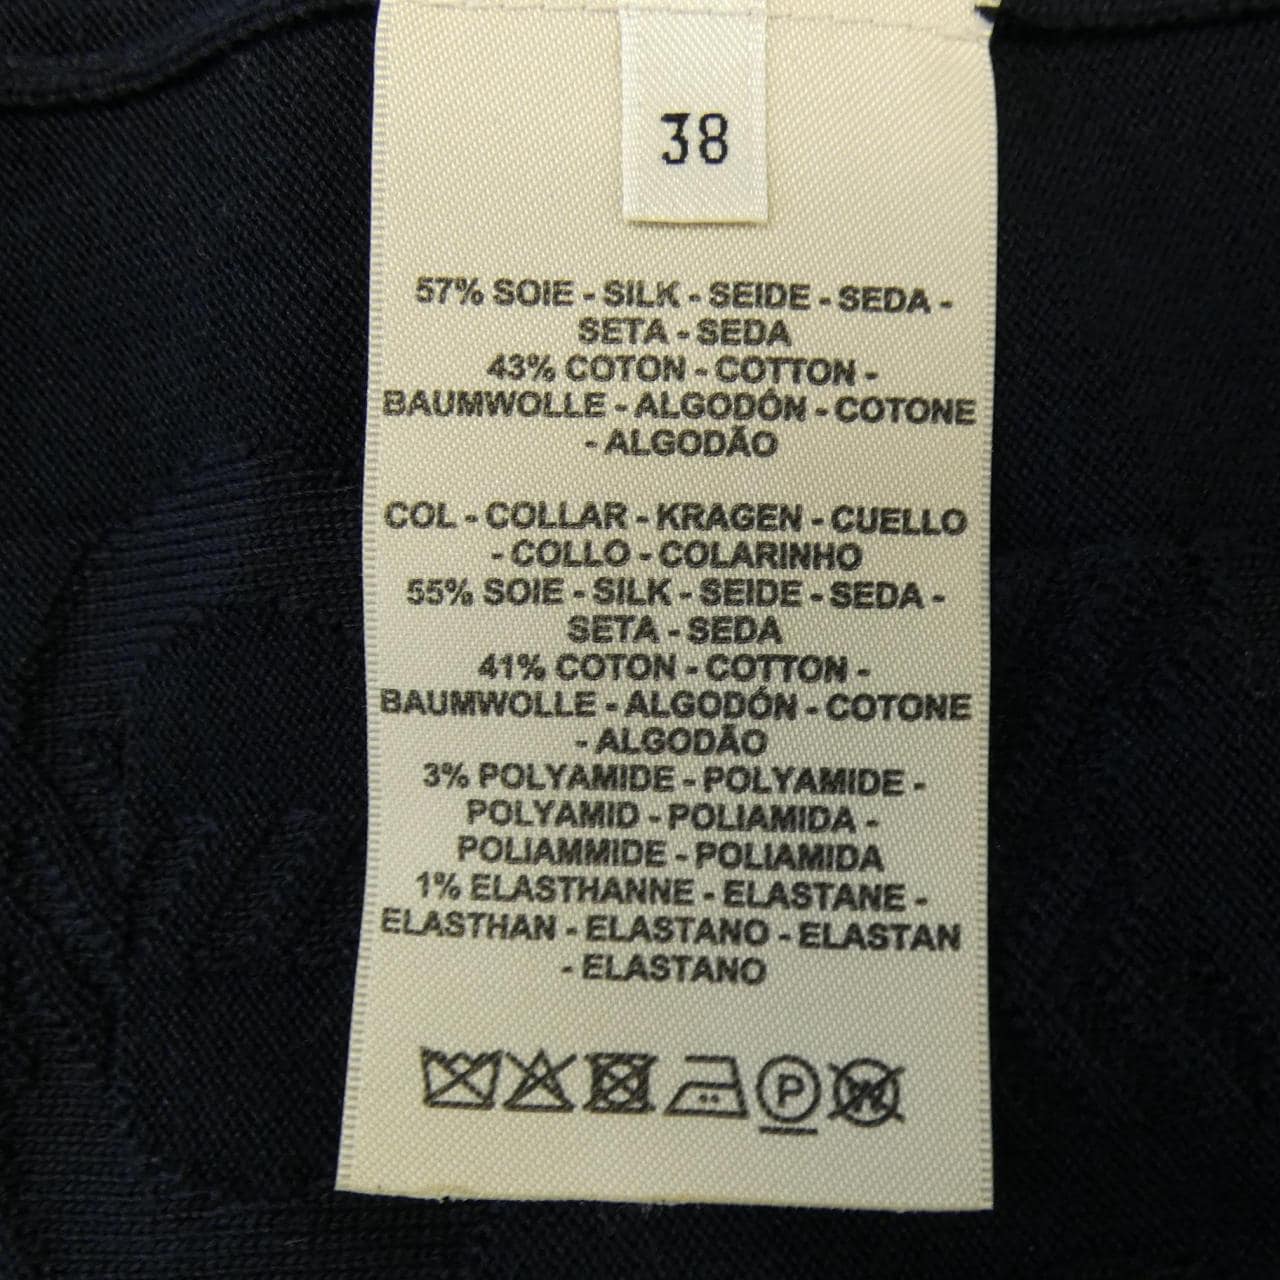 38
57% SOIE - SILK - SEIDE - SEDA -
SETA - SEDA
43% COTON - COTTON -
BAUMWOLLE - ALGODÓN - COTONE
- ALGODÃO
COL - COLLAR - KRAGEN - CUELLO
- COLLO - COLARINHO
55% SOIE - SILK - SEIDE - SEDA -
SETA - SEDA
41% COTON - COTTON -
BAUMWOLLE - ALGODÓN - COTONE
- ALGODÃO
3% POLYAMIDE - POLYAMIDE -
POLYAMID - POLIAMIDA -
POLIAMMIDE - POLIAMIDA
1% ELASTHANNE - ELASTANE -
ELASTHAN - ELASTANO - ELASTAN
- ELASTANO
P W